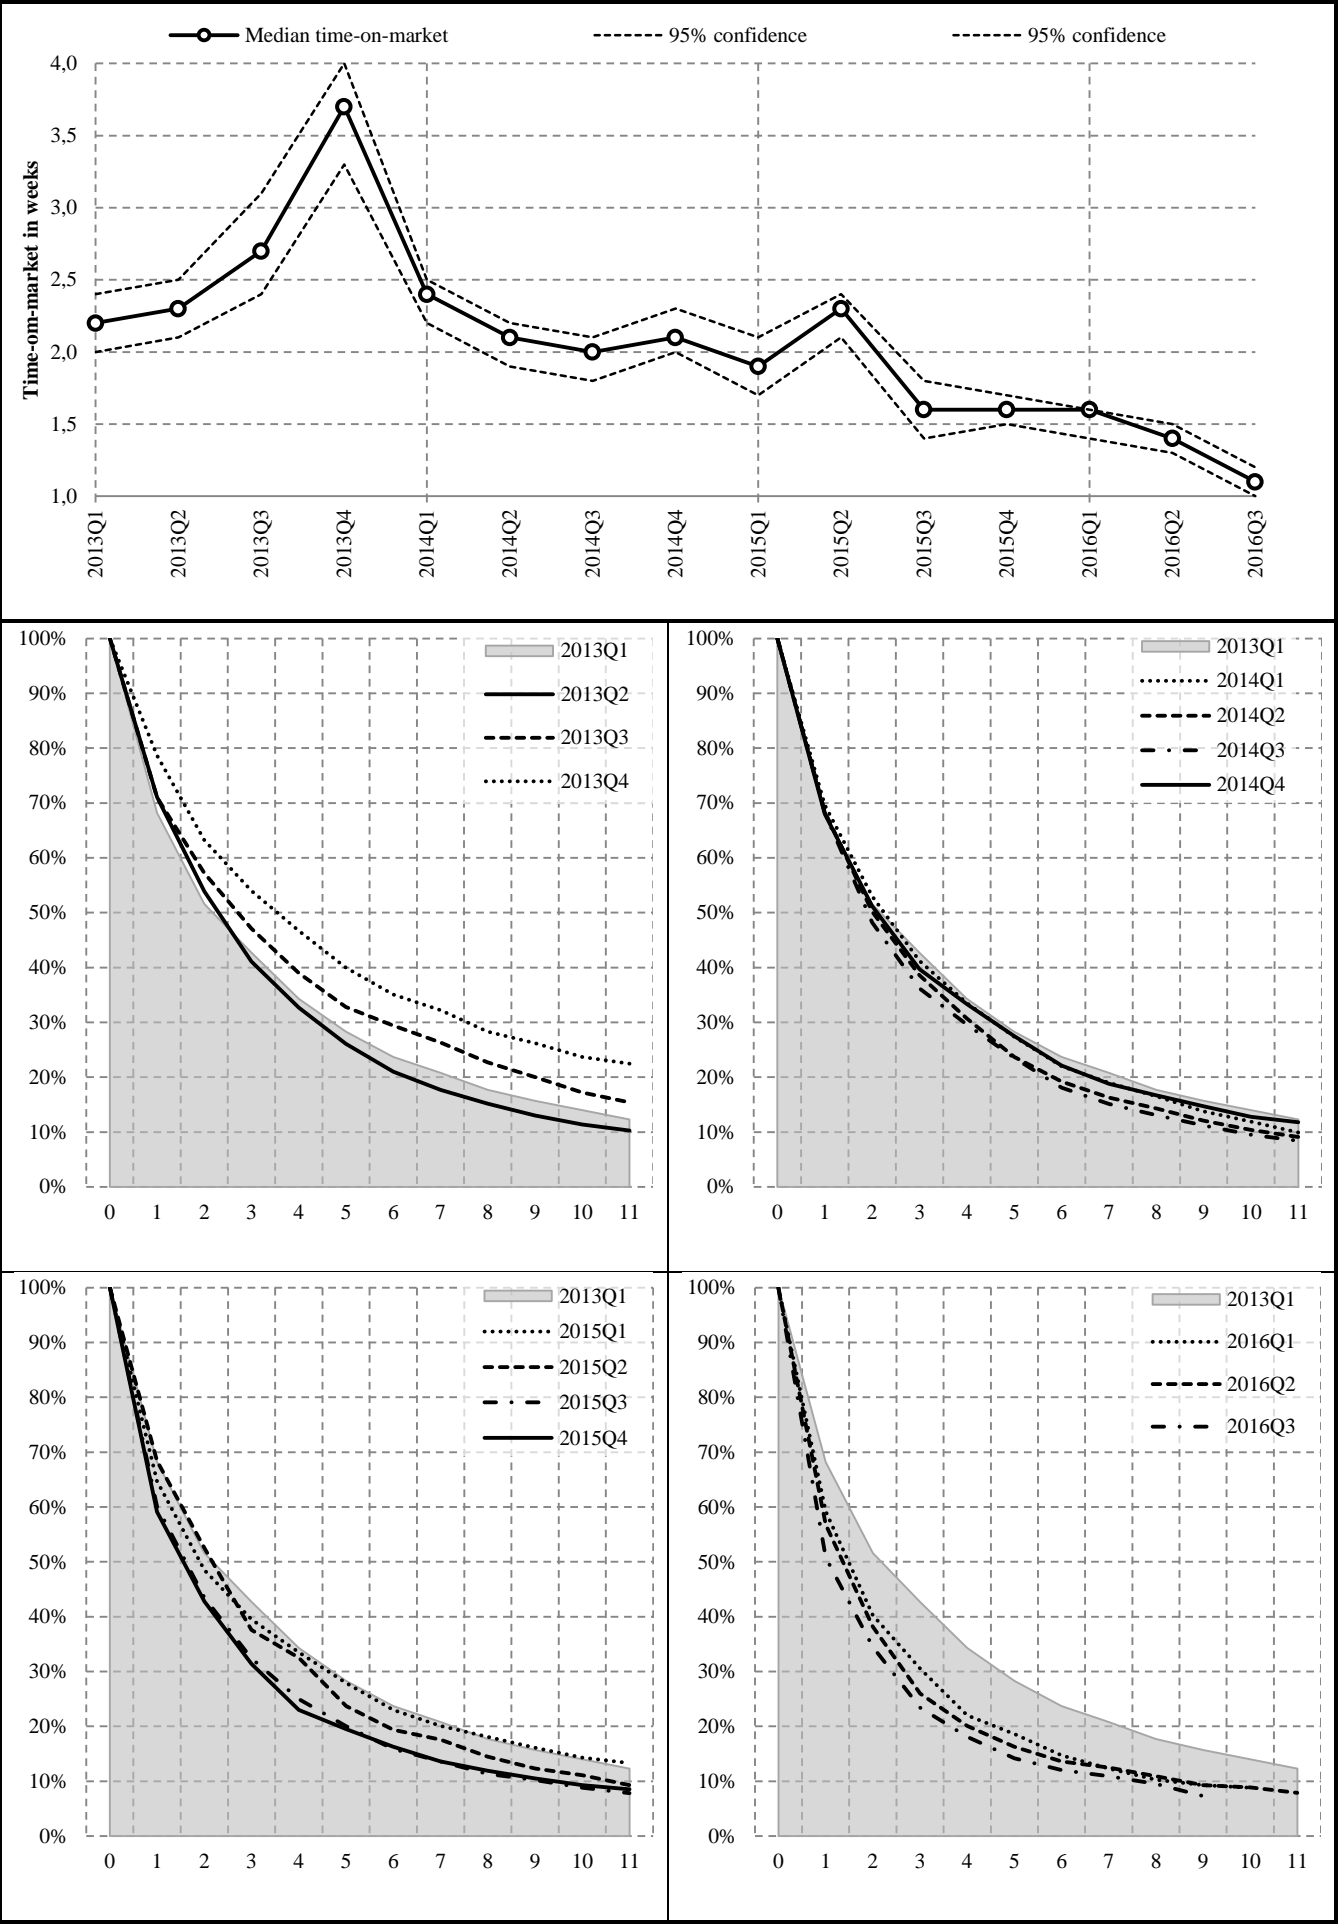 Median time-on-market 95% confidence 95% confidence
Time-om-market in weeks
4,0
3,5
3,0
2,5
2,0
1,5
1,0
2013Q1 2013Q2 2013Q3 2013Q4 2014Q1 2014Q2 2014Q3 2014Q4 2015Q1 2015Q2 2015Q3 2015Q4 2016Q1 2016Q2 2016Q3
100%
90%
80%
70%
60%
50%
40%
30%
20%
10%
0%
0 1 2 3 4 5 6 7 8 9 10 11
2013Q1
2013Q2
2013Q3
2013Q4
100%
90%
80%
70%
60%
50%
40%
30%
20%
10%
0%
0 1 2 3 4 5 6 7 8 9 10 11
2013Q1
2014Q1
2014Q2
2014Q3
2014Q4
100%
90%
80%
70%
60%
50%
40%
30%
20%
10%
0%
0 1 2 3 4 5 6 7 8 9 10 11
2013Q1
2015Q1
2015Q2
2015Q3
2015Q4
100%
90%
80%
70%
60%
50%
40%
30%
20%
10%
0%
0 1 2 3 4 5 6 7 8 9 10 11
2013Q1
2016Q1
2016Q2
2016Q3